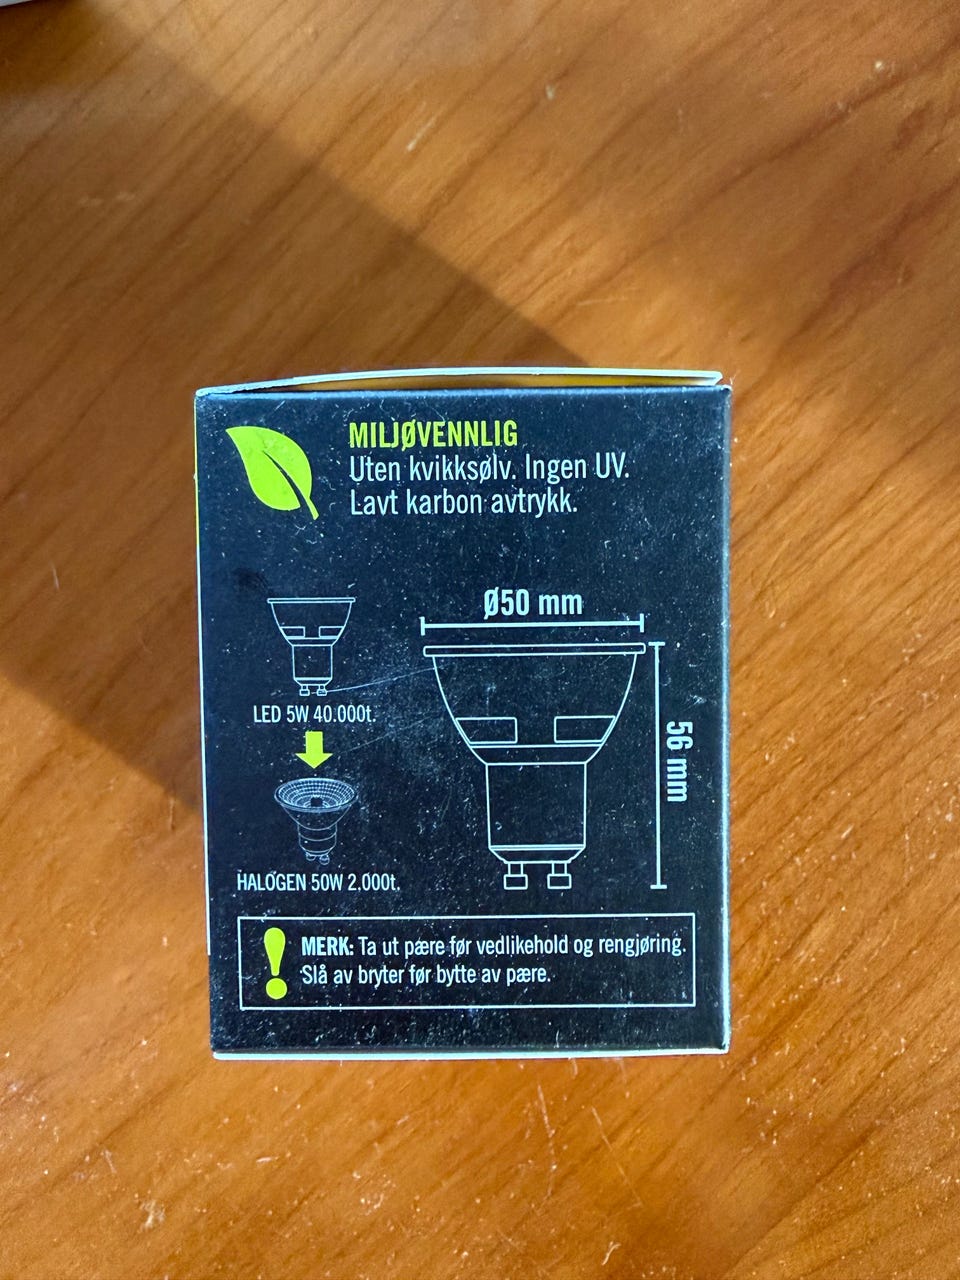 MILJØVENNLIG
Uten kvikksølv. Ingen UV.
Lavt karbon avtrykk.
Ø50 mm
56 mm
LED 5W 40.000t.
HALOGEN 50W 2.000t.
MERK: Ta ut pære før vedlikehold og rengjøring.
Slå av bryter før bytte av pære.